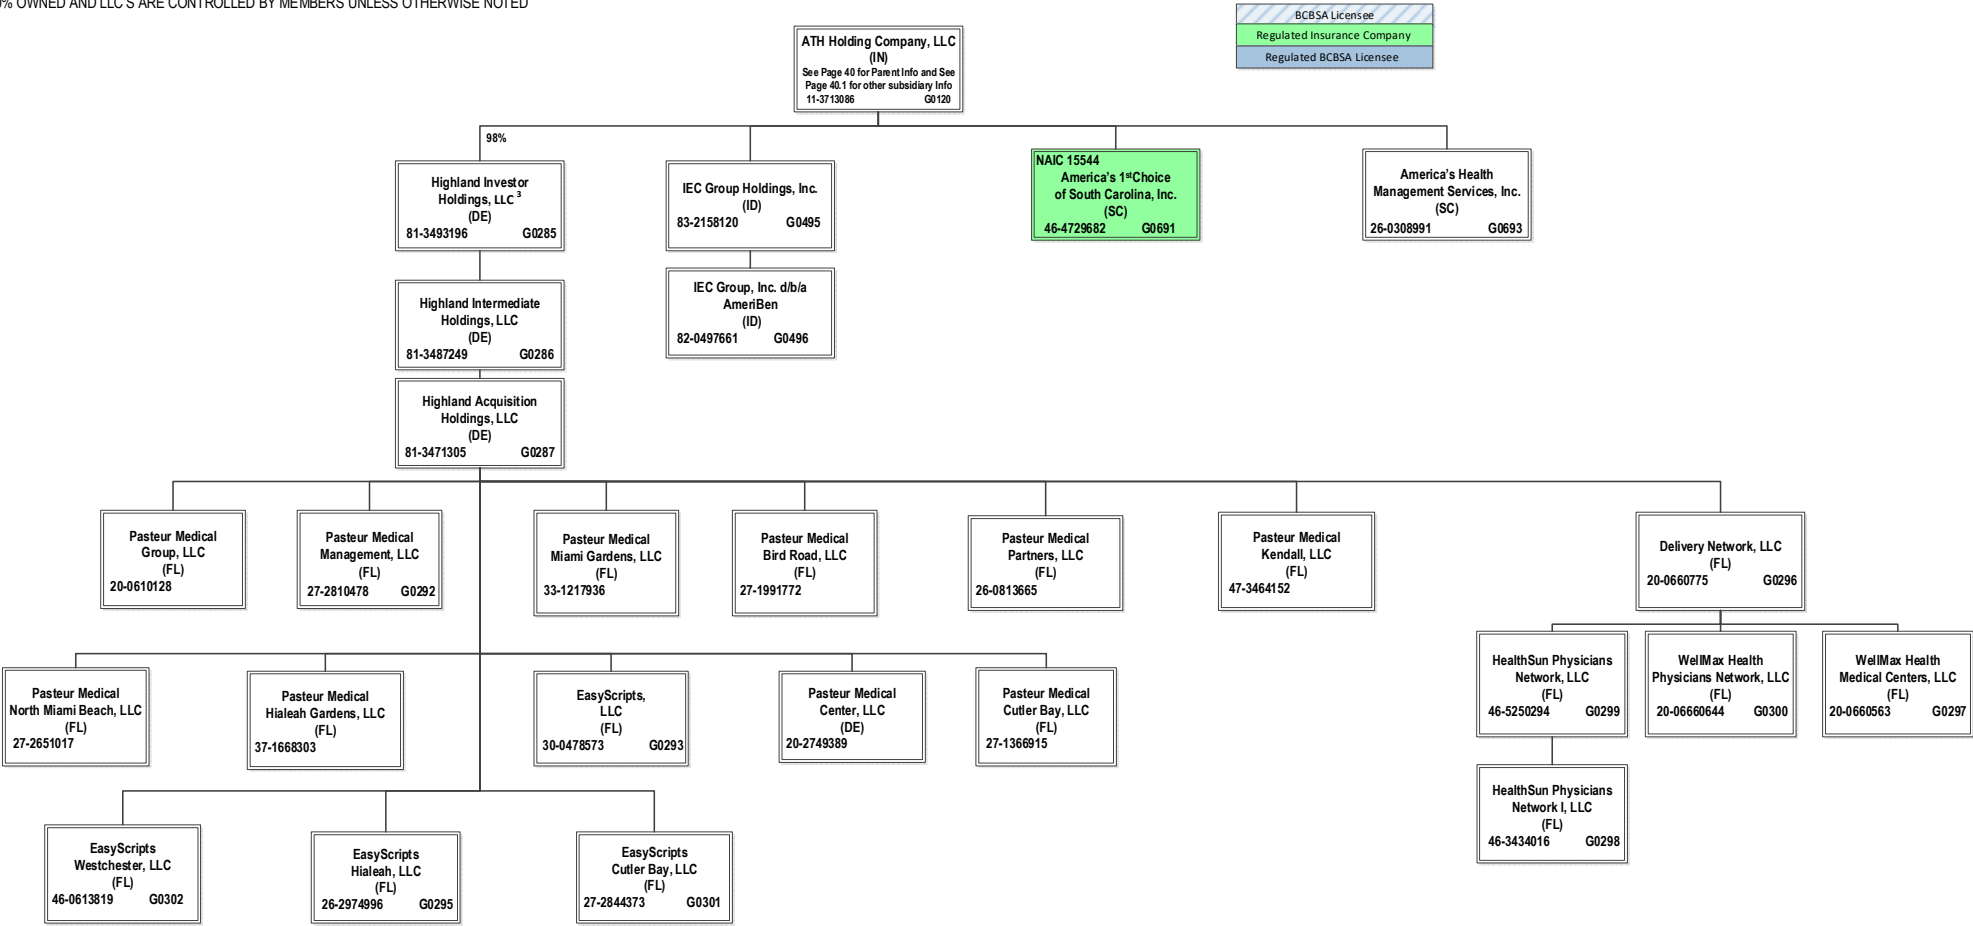 % OWNED AND LLC'S ARE CONTROLLED BY MEMBERS UNLESS OTHERWISE NOTED
BCBSA Licensee
Regulated Insurance Company
Regulated BCBSA Licensee
ATH Holding Company, LLC
(IN)
See Page 40 for Parent Info and See
Page 40.1 for other subsidiary Info
11-3713086 G0120
98%
Highland Investor
Holdings, LLC 3
(DE)
81-3493196 G0285
IEC Group Holdings, Inc.
(ID)
83-2158120 G0495
NAIC 15544
America's 1st Choice
of South Carolina, Inc.
(SC)
46-4729682 G0691
America's Health
Management Services, Inc.
(SC)
26-0308991 G0693
Highland Intermediate
Holdings, LLC
(DE)
81-3487249 G0286
IEC Group, Inc. d/b/a
AmeriBen
(ID)
82-0497661 G0496
Highland Acquisition
Holdings, LLC
(DE)
81-3471305 G0287
Pasteur Medical
Group, LLC
(FL)
20-0610128
Pasteur Medical
Management, LLC
(FL)
27-2810478 G0292
Pasteur Medical
Miami Gardens, LLC
(FL)
33-1217936
Pasteur Medical
Bird Road, LLC
(FL)
27-1991772
Pasteur Medical
Partners, LLC
(FL)
26-0813665
Pasteur Medical
Kendall, LLC
(FL)
47-3464152
Delivery Network, LLC
(FL)
20-0660775 G0296
Pasteur Medical
North Miami Beach, LLC
(FL)
27-2651017
Pasteur Medical
Hialeah Gardens, LLC
(FL)
37-1668303
EasyScripts,
LLC
(FL)
30-0478573 G0293
Pasteur Medical
Center, LLC
(DE)
20-2749389
Pasteur Medical
Cutler Bay, LLC
(FL)
27-1366915
HealthSun Physicians
Network, LLC
(FL)
46-5250294 G0299
WellMax Health
Physicians Network, LLC
(FL)
20-06660644 G0300
WellMax Health
Medical Centers, LLC
(FL)
20-0660563 G0297
HealthSun Physicians
Network I, LLC
(FL)
46-3434016 G0298
EasyScripts
Westchester, LLC
(FL)
46-0613819 G0302
EasyScripts
Hialeah, LLC
(FL)
26-2974996 G0295
EasyScripts
Cutler Bay, LLC
(FL)
27-2844373 G0301